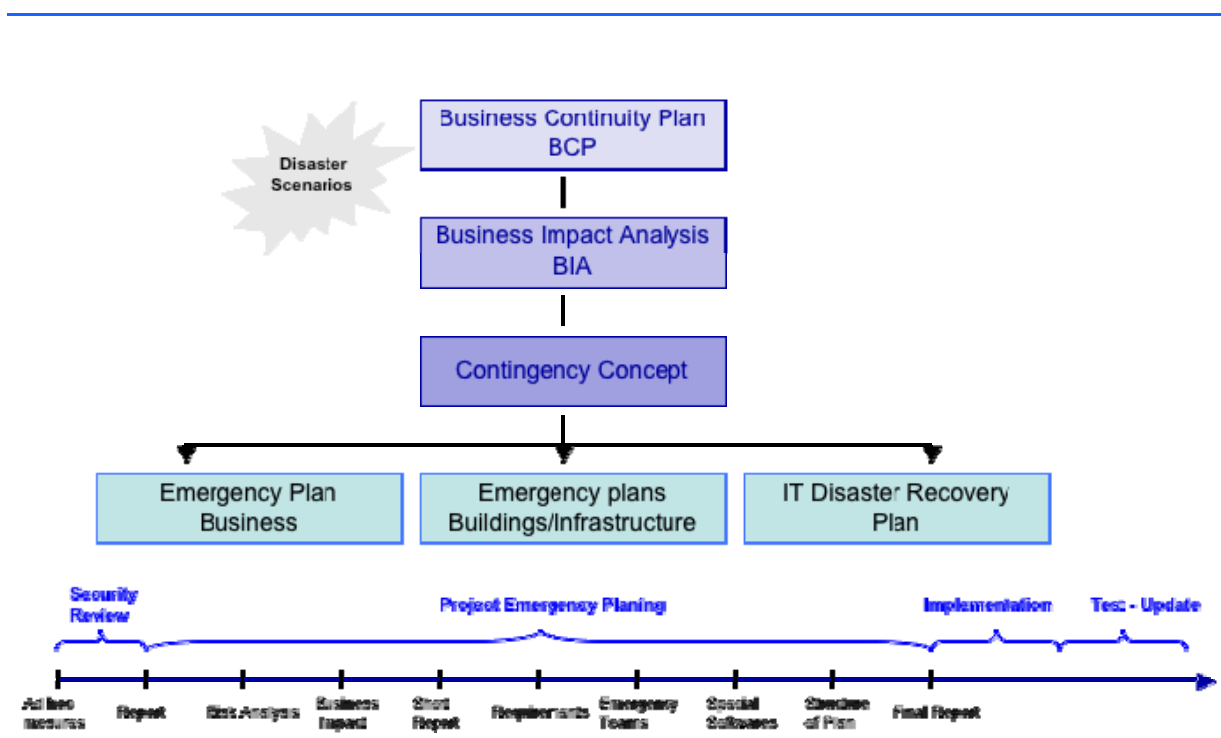 Business Continuity Plan
BCP
Disaster
Scenarios
Business Impact Analysis
BIA
Contingency Concept
Emergency Plan
Business
Emergency plans
Buildings/Infrastructure
IT Disaster Recovery
Plan
Security
Review
Project Emergency Planing
Implementation
Test - Update
Ad hoc
mesures
Report
Risk Analysis
Business
Impact
Short
Report
Requirements
Emergency
Teams
Special
Softwares
Structure
of Plan
Final Report